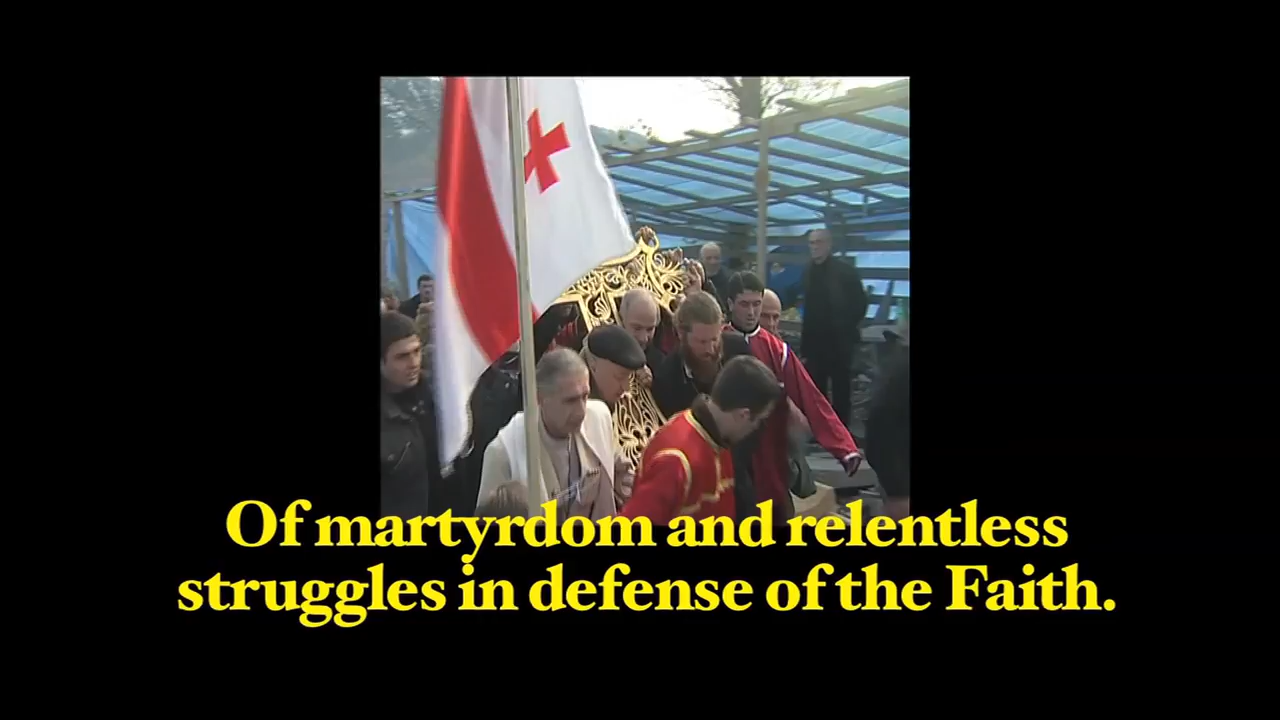 Of martyrdom and relentless
struggles in defense of the Faith.